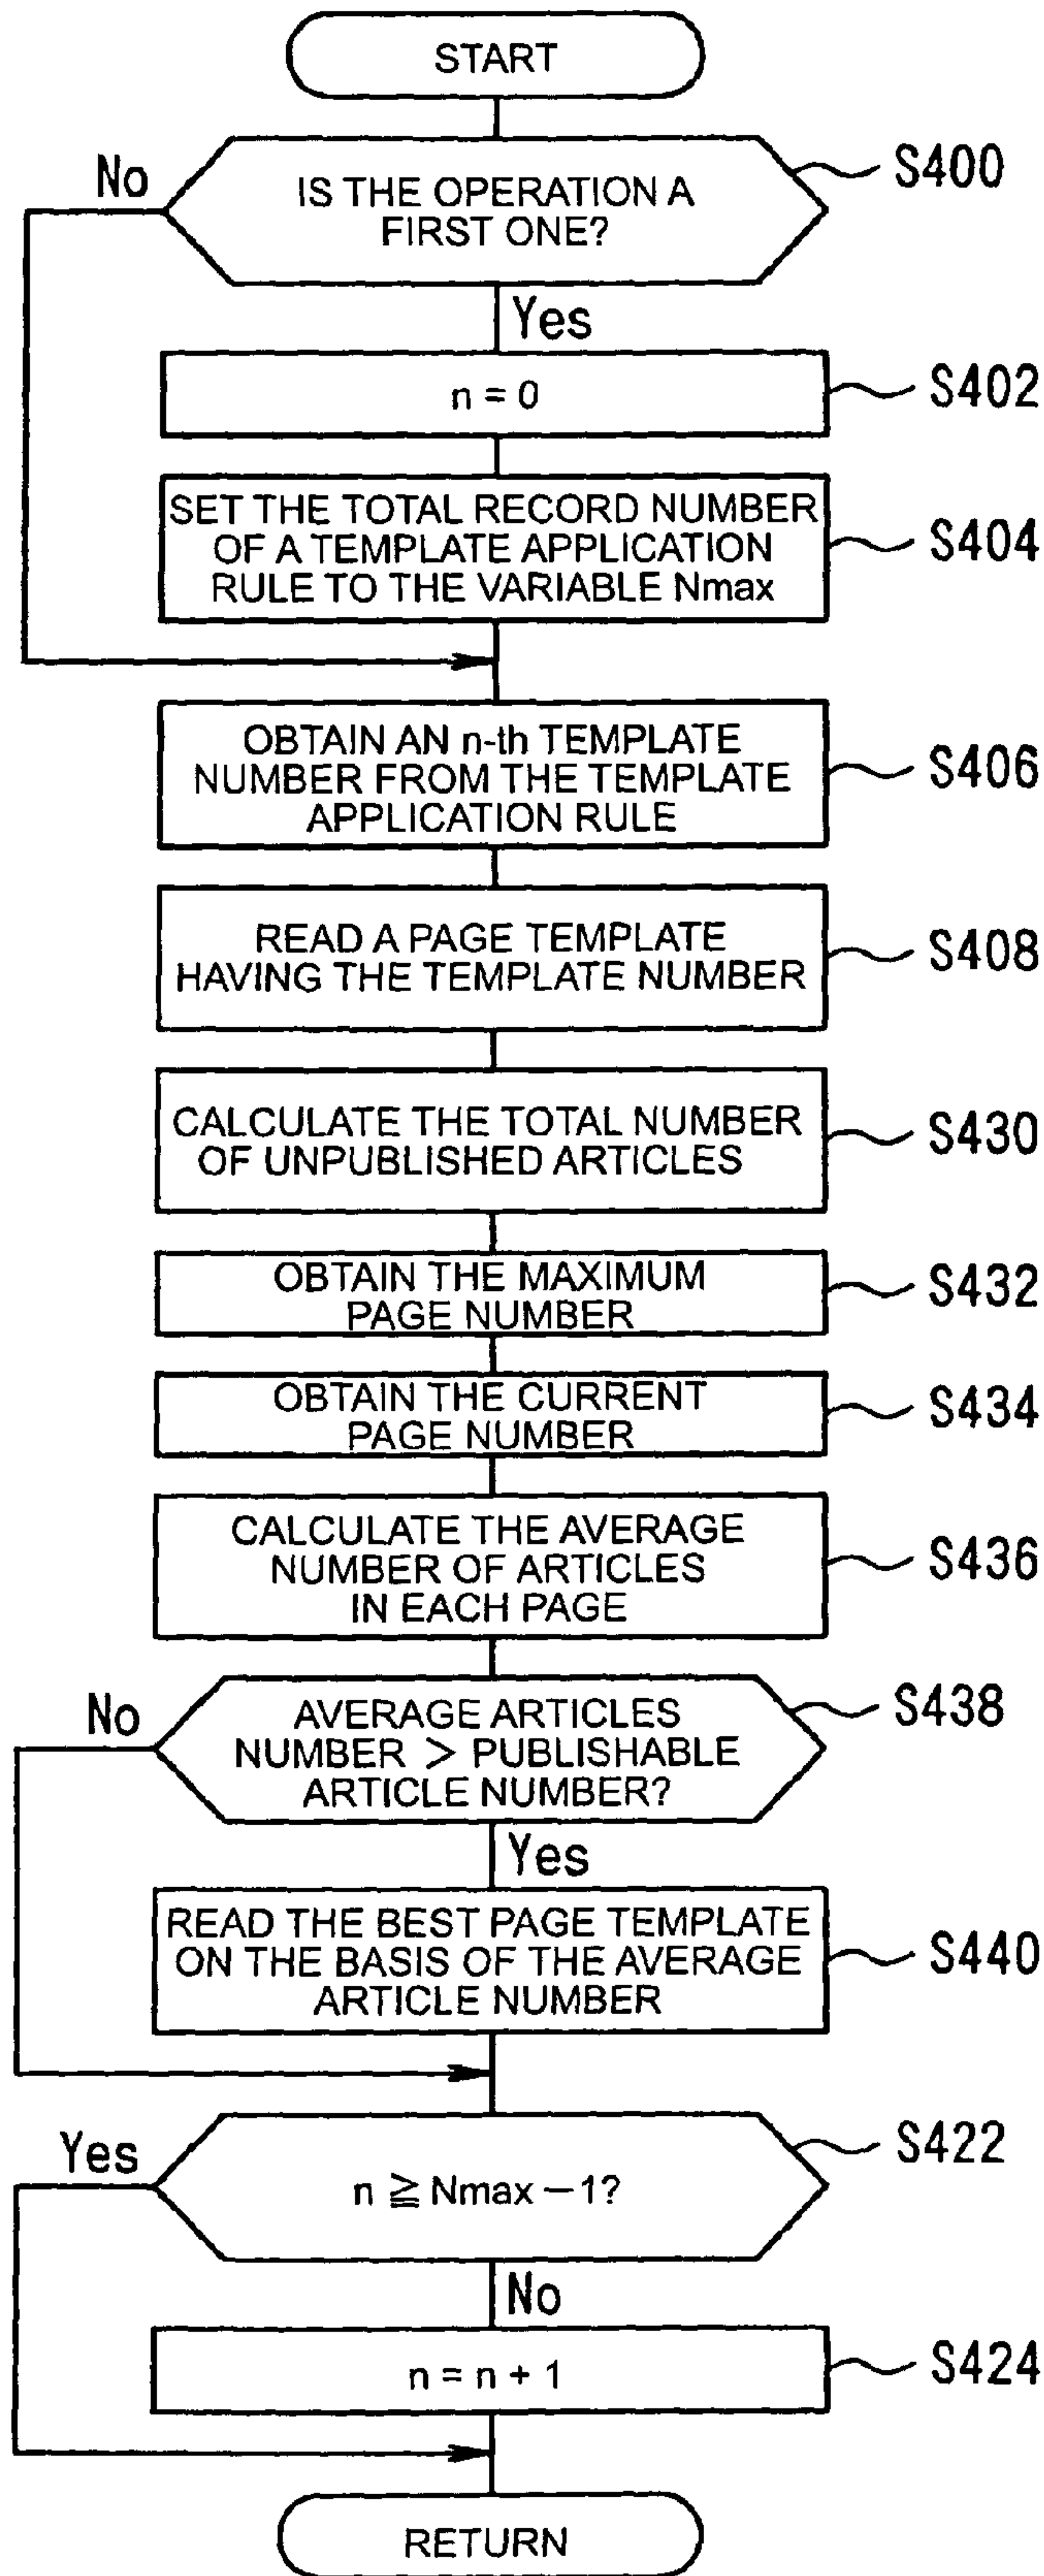 START
No
IS THE OPERATION A
FIRST ONE?
S400
Yes
n = 0
S402
SET THE TOTAL RECORD NUMBER
OF A TEMPLATE APPLICATION
RULE TO THE VARIABLE Nmax
S404
OBTAIN AN n-th TEMPLATE
NUMBER FROM THE TEMPLATE
APPLICATION RULE
S406
READ A PAGE TEMPLATE
HAVING THE TEMPLATE NUMBER
S408
CALCULATE THE TOTAL NUMBER
OF UNPUBLISHED ARTICLES
S430
OBTAIN THE MAXIMUM
PAGE NUMBER
S432
OBTAIN THE CURRENT
PAGE NUMBER
S434
CALCULATE THE AVERAGE
NUMBER OF ARTICLES
IN EACH PAGE
S436
No
AVERAGE ARTICLES
NUMBER > PUBLISHABLE
ARTICLE NUMBER?
S438
Yes
READ THE BEST PAGE TEMPLATE
ON THE BASIS OF THE AVERAGE
ARTICLE NUMBER
S440
Yes
n ≧ Nmax －1?
S422
No
n = n + 1
S424
RETURN